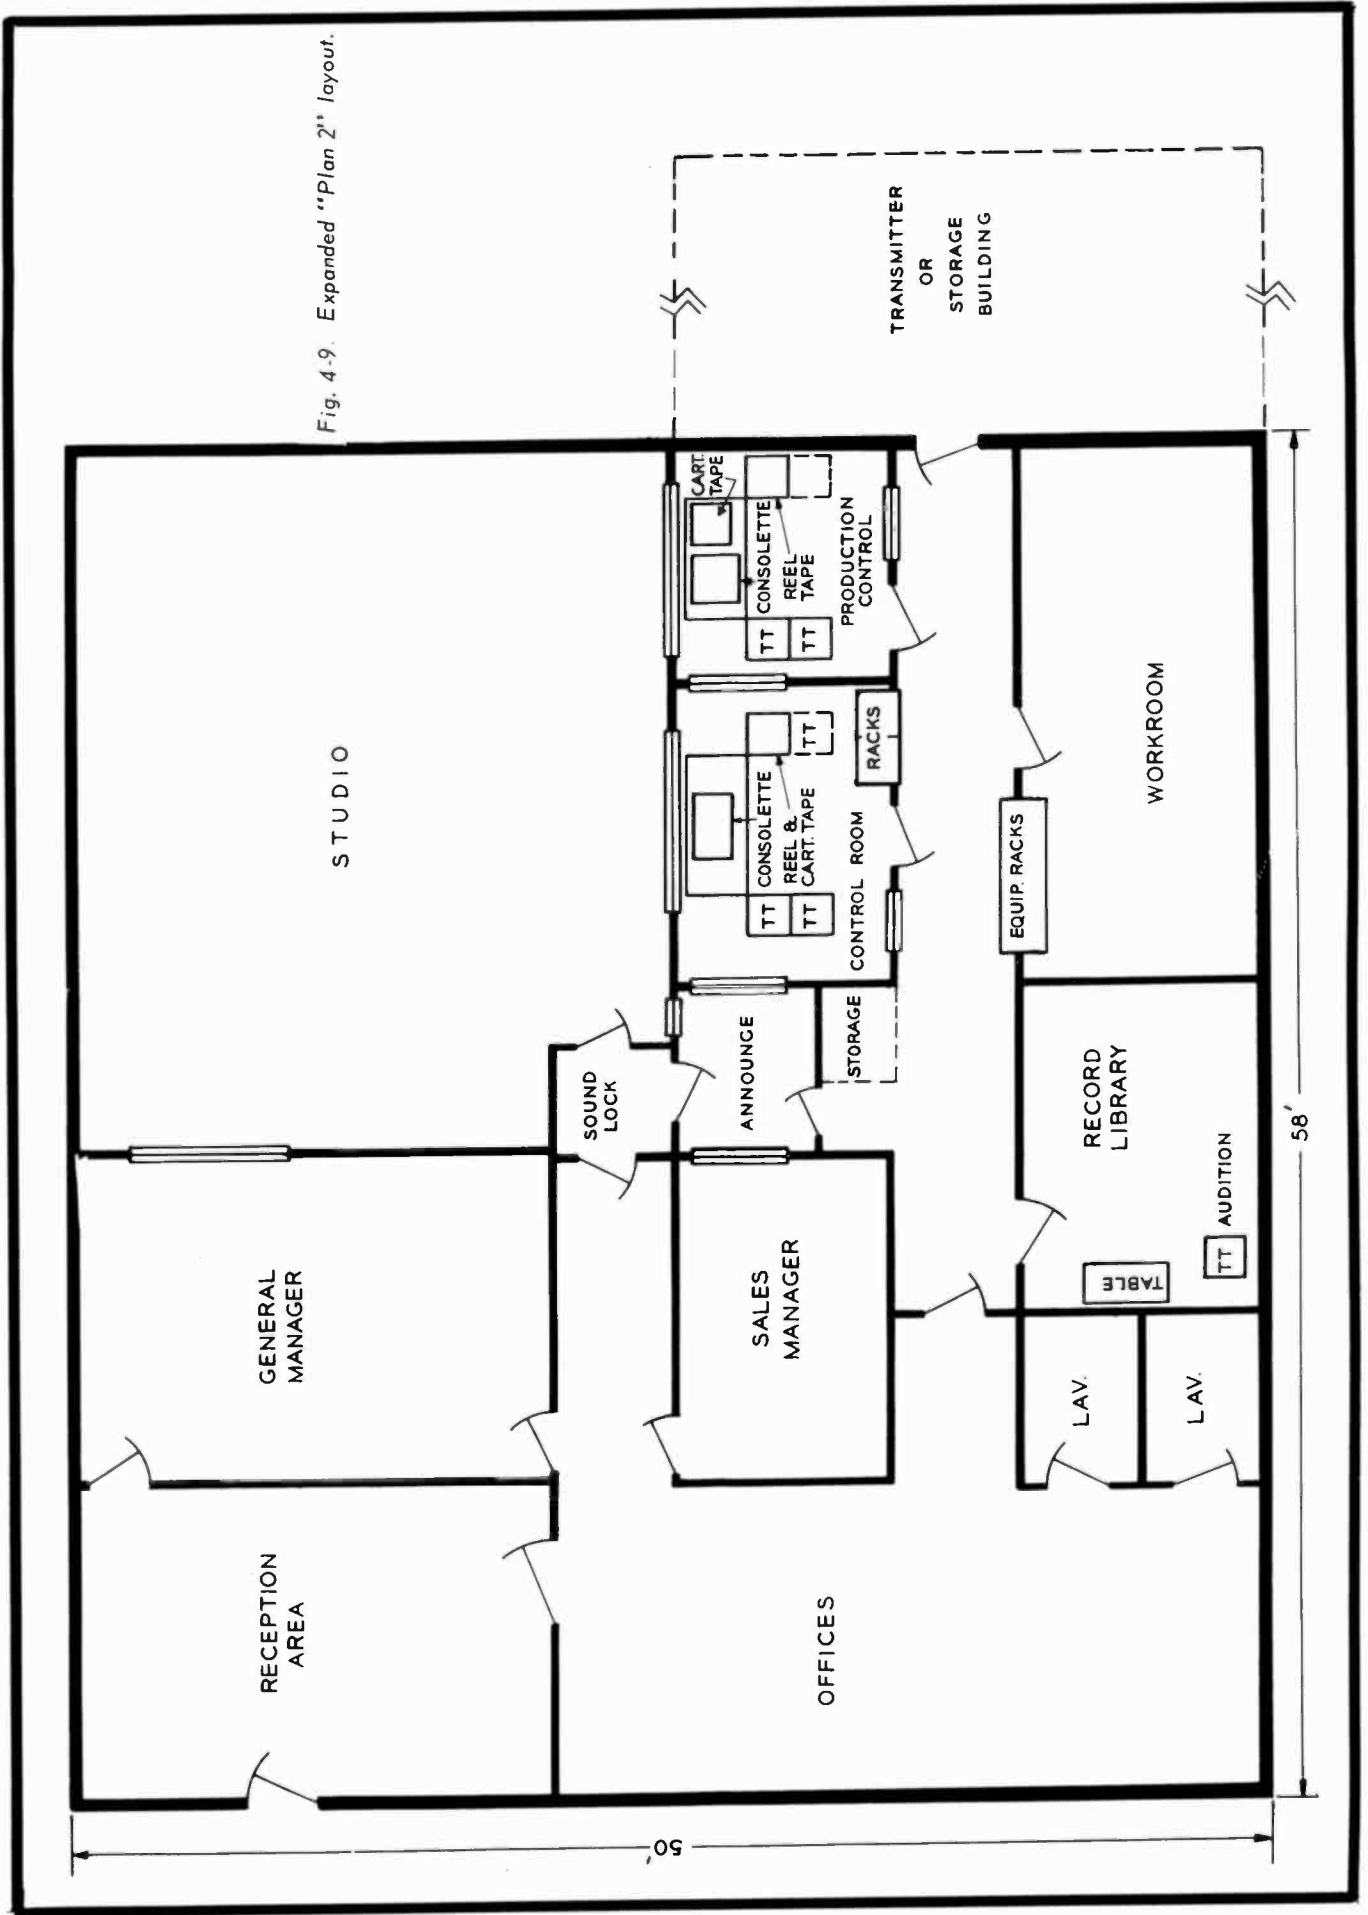 Fig. 4-9. Expanded "Plan 2" layout.
STUDIO
TRANSMITTER
OR
STORAGE
BUILDING
CART.
TAPE
CONSOLETTE
REEL
TAPE
TT
TT
PRODUCTION
CONTROL
CONSOLETTE
REEL &
CART. TAPE
TT
TT
TT
RACKS
CONTROL ROOM
ANNOUNCE
STORAGE
SOUND
LOCK
EQUIP. RACKS
WORKROOM
RECORD
LIBRARY
TABLE
TT
AUDITION
GENERAL
MANAGER
SALES
MANAGER
LAV.
LAV.
RECEPTION
AREA
OFFICES
50'
58'